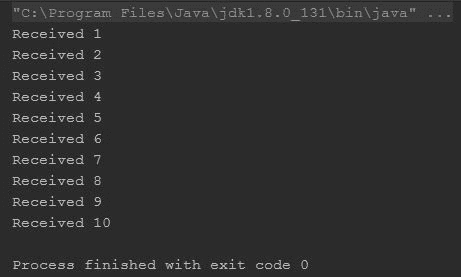 "C:\Program Files\Java\jdk1.8.0_131\bin\java" ...
Received 1
Received 2
Received 3
Received 4
Received 5
Received 6
Received 7
Received 8
Received 9
Received 10
Process finished with exit code 0